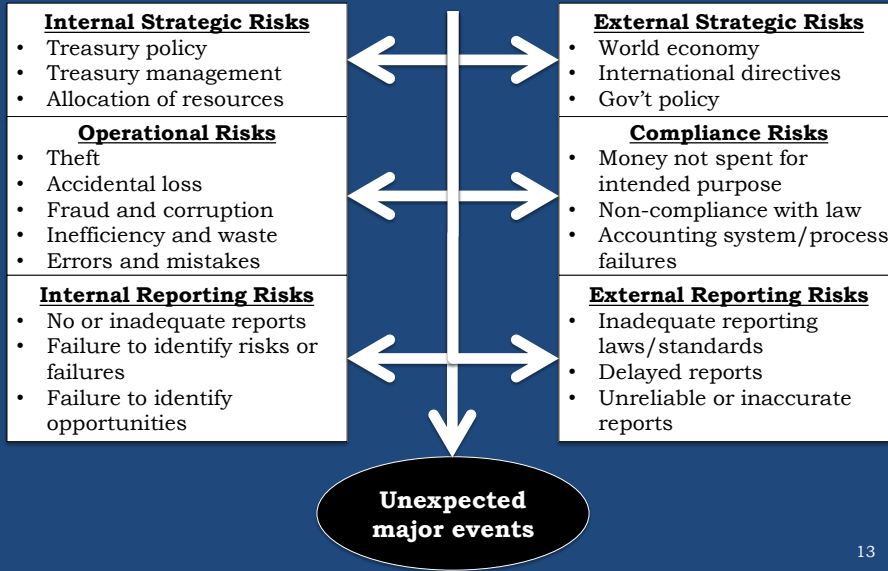 Internal Strategic Risks
• Treasury policy
• Treasury management
• Allocation of resources
Operational Risks
• Theft
• Accidental loss
• Fraud and corruption
• Inefficiency and waste
• Errors and mistakes
Internal Reporting Risks
• No or inadequate reports
• Failure to identify risks or
failures
• Failure to identify
opportunities
External Strategic Risks
• World economy
• International directives
• Gov't policy
Compliance Risks
• Money not spent for
intended purpose
• Non-compliance with law
• Accounting system/process
failures
External Reporting Risks
• Inadequate reporting
laws/standards
• Delayed reports
• Unreliable or inaccurate
reports
Unexpected
major events
13